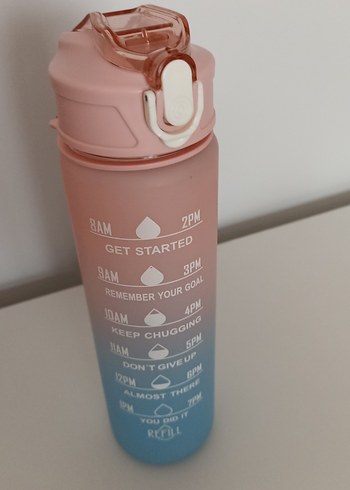 8AM 2PM
GET STARTED
9AM 3PM
REMEMBER YOUR GOAL
10AM 4PM
KEEP CHUGGING
11AM 5PM
DON'T GIVE UP
12PM 6PM
ALMOST THERE
1PM 7PM
YOU DID IT
REFILL